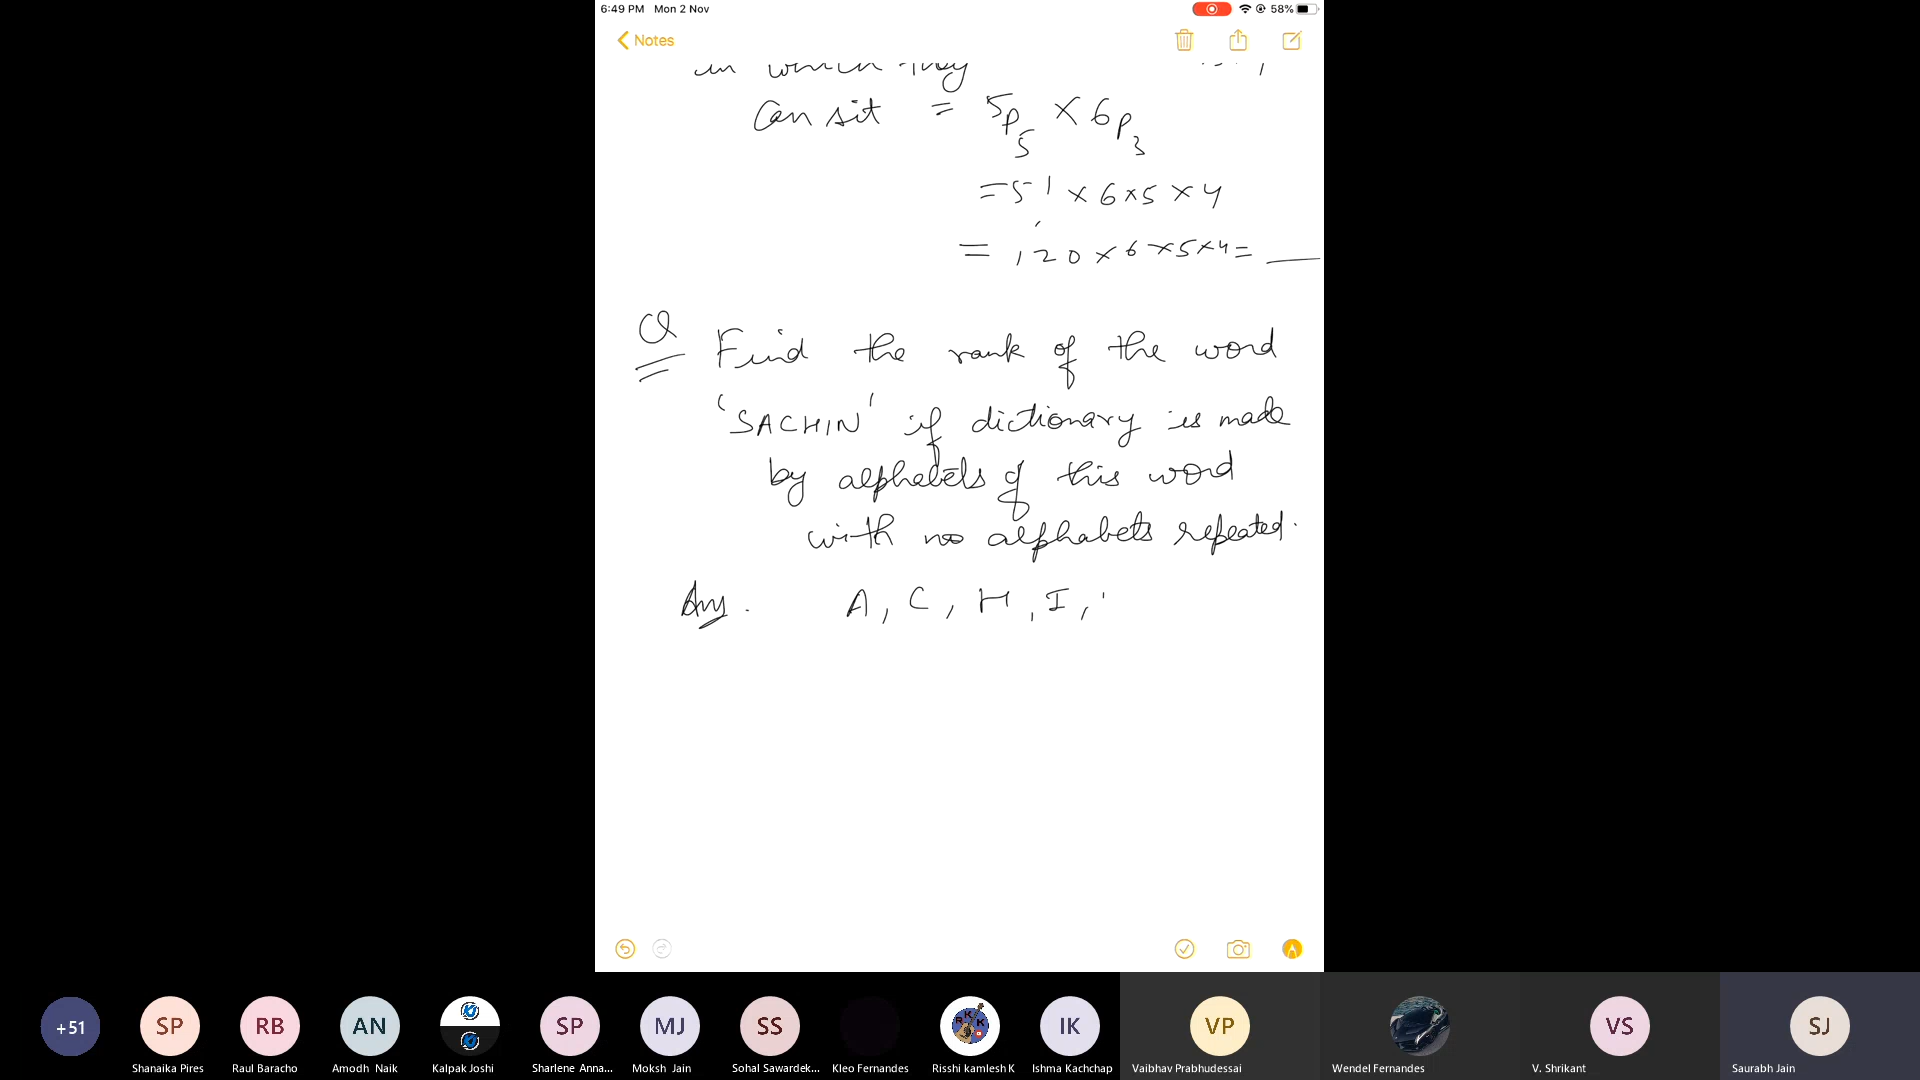 6:49 PM Mon 2 Nov
58%
Notes
in which they
Can sit = 5P5 × 6P3
= 5! × 6×5×4
= 120×6×5×4=
Q Find the rank of the word
'SACHIN' if dictionary is made
by alphabets of this word
with no alphabets repeated.
Ans. A, C, H, I,
+51 SP RB AN SP MJ SS IK VP VS SJ
Shanaika Pires Raul Baracho Amodh Naik Kalpak Joshi Sharlene Anna... Moksh Jain Sohal Sawardek... Kleo Fernandes Risshi kamlesh K Ishma Kachchap Vaibhav Prabhudessai Wendel Fernandes V. Shrikant Saurabh Jain